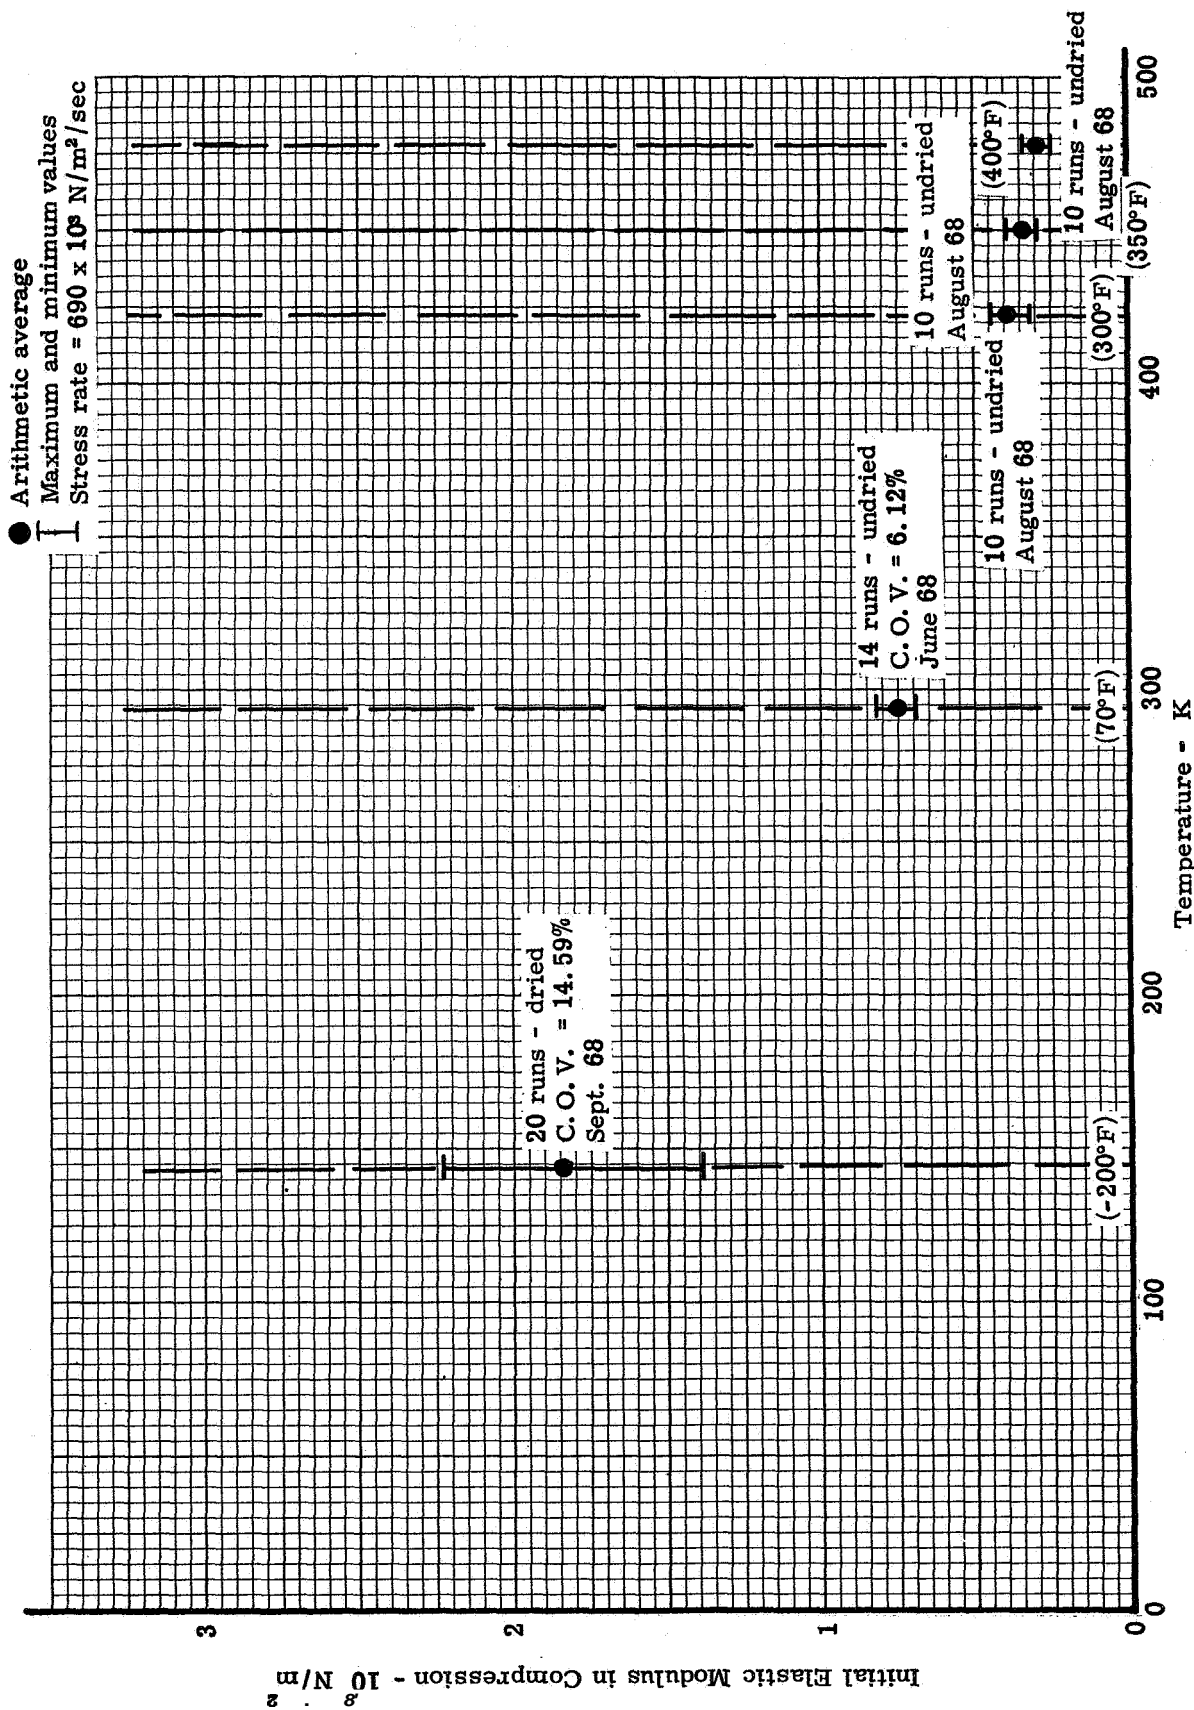 Arithmetic average
Maximum and minimum values
Stress rate = 690 x 10³ N/m²/sec
20 runs - dried
C. O. V. = 14.59%
Sept. 68
14 runs - undried
C. O. V. = 6.12%
June 68
10 runs - undried
August 68
10 runs - undried
August 68
10 runs - undried
August 68
(-200°F)
(70°F)
(300°F)
(350°F)
(400°F)
3
2
1
0
0
100
200
300
400
500
Temperature - K
Initial Elastic Modulus in Compression - 10⁸ N/m²